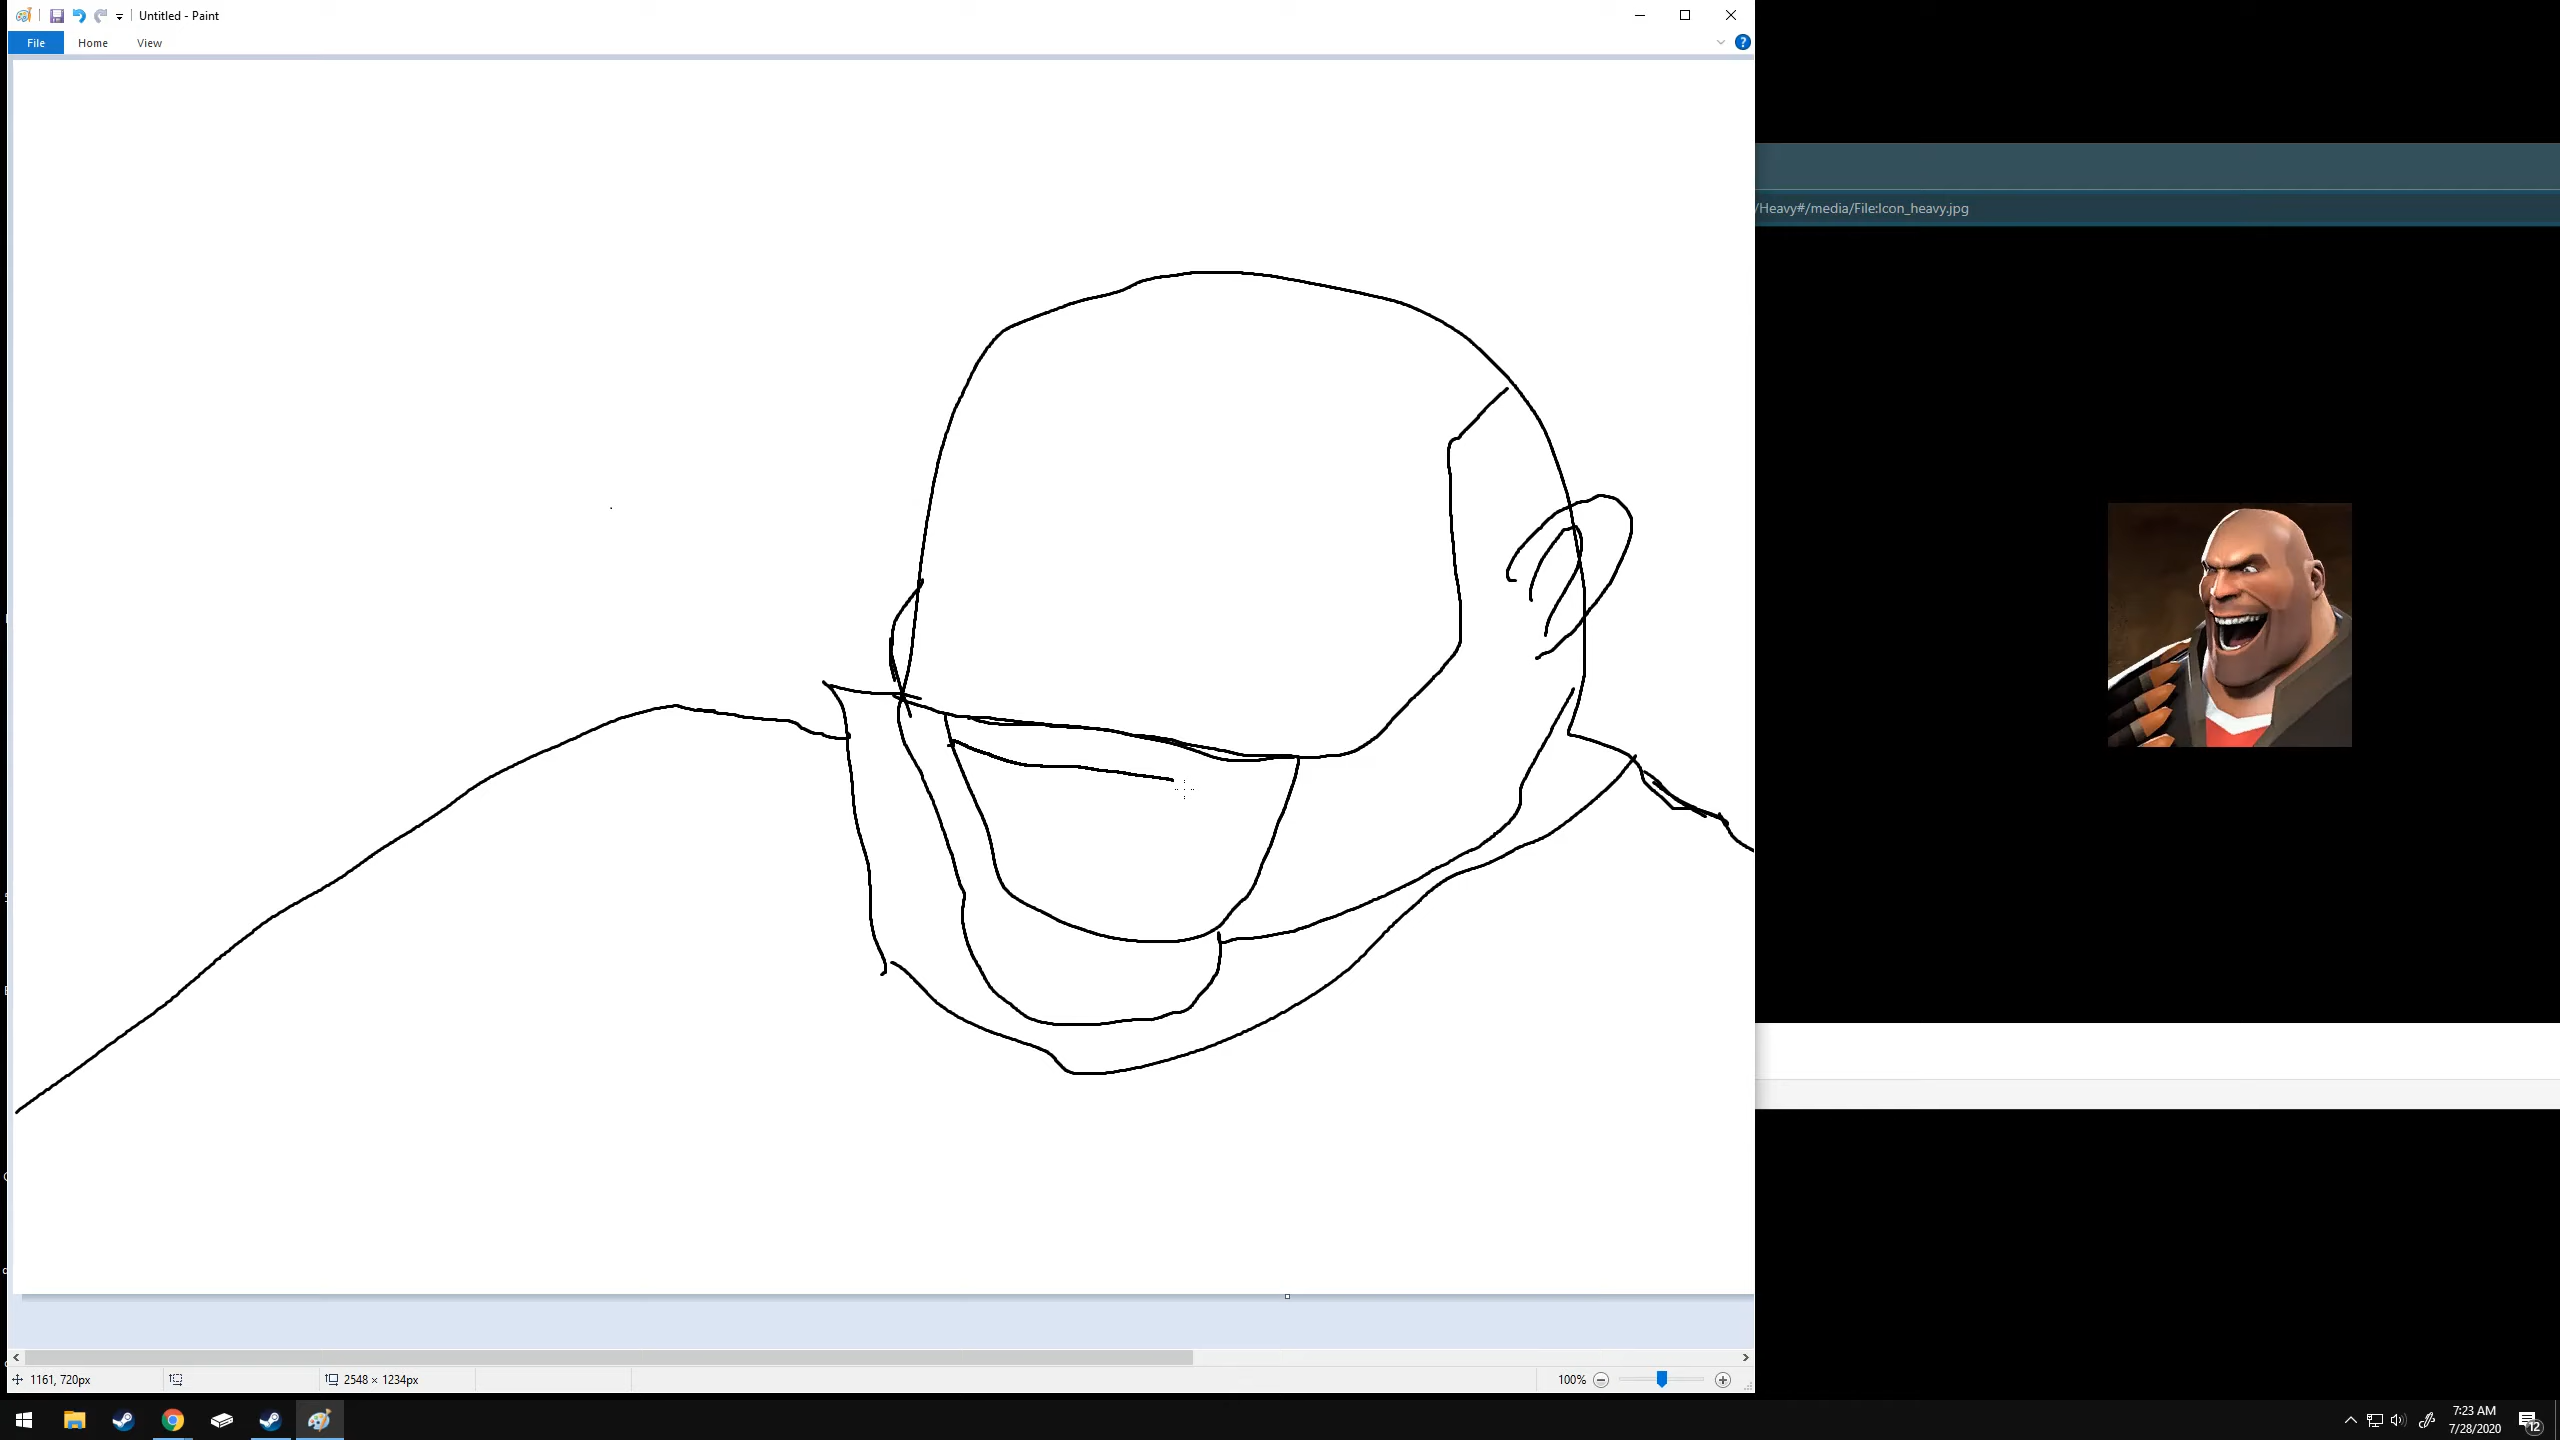 Untitled - Paint
File Home View
/Heavy#/media/File:Icon_heavy.jpg
1161, 720px
2548 × 1234px
100%
7:23 AM
7/28/2020
12